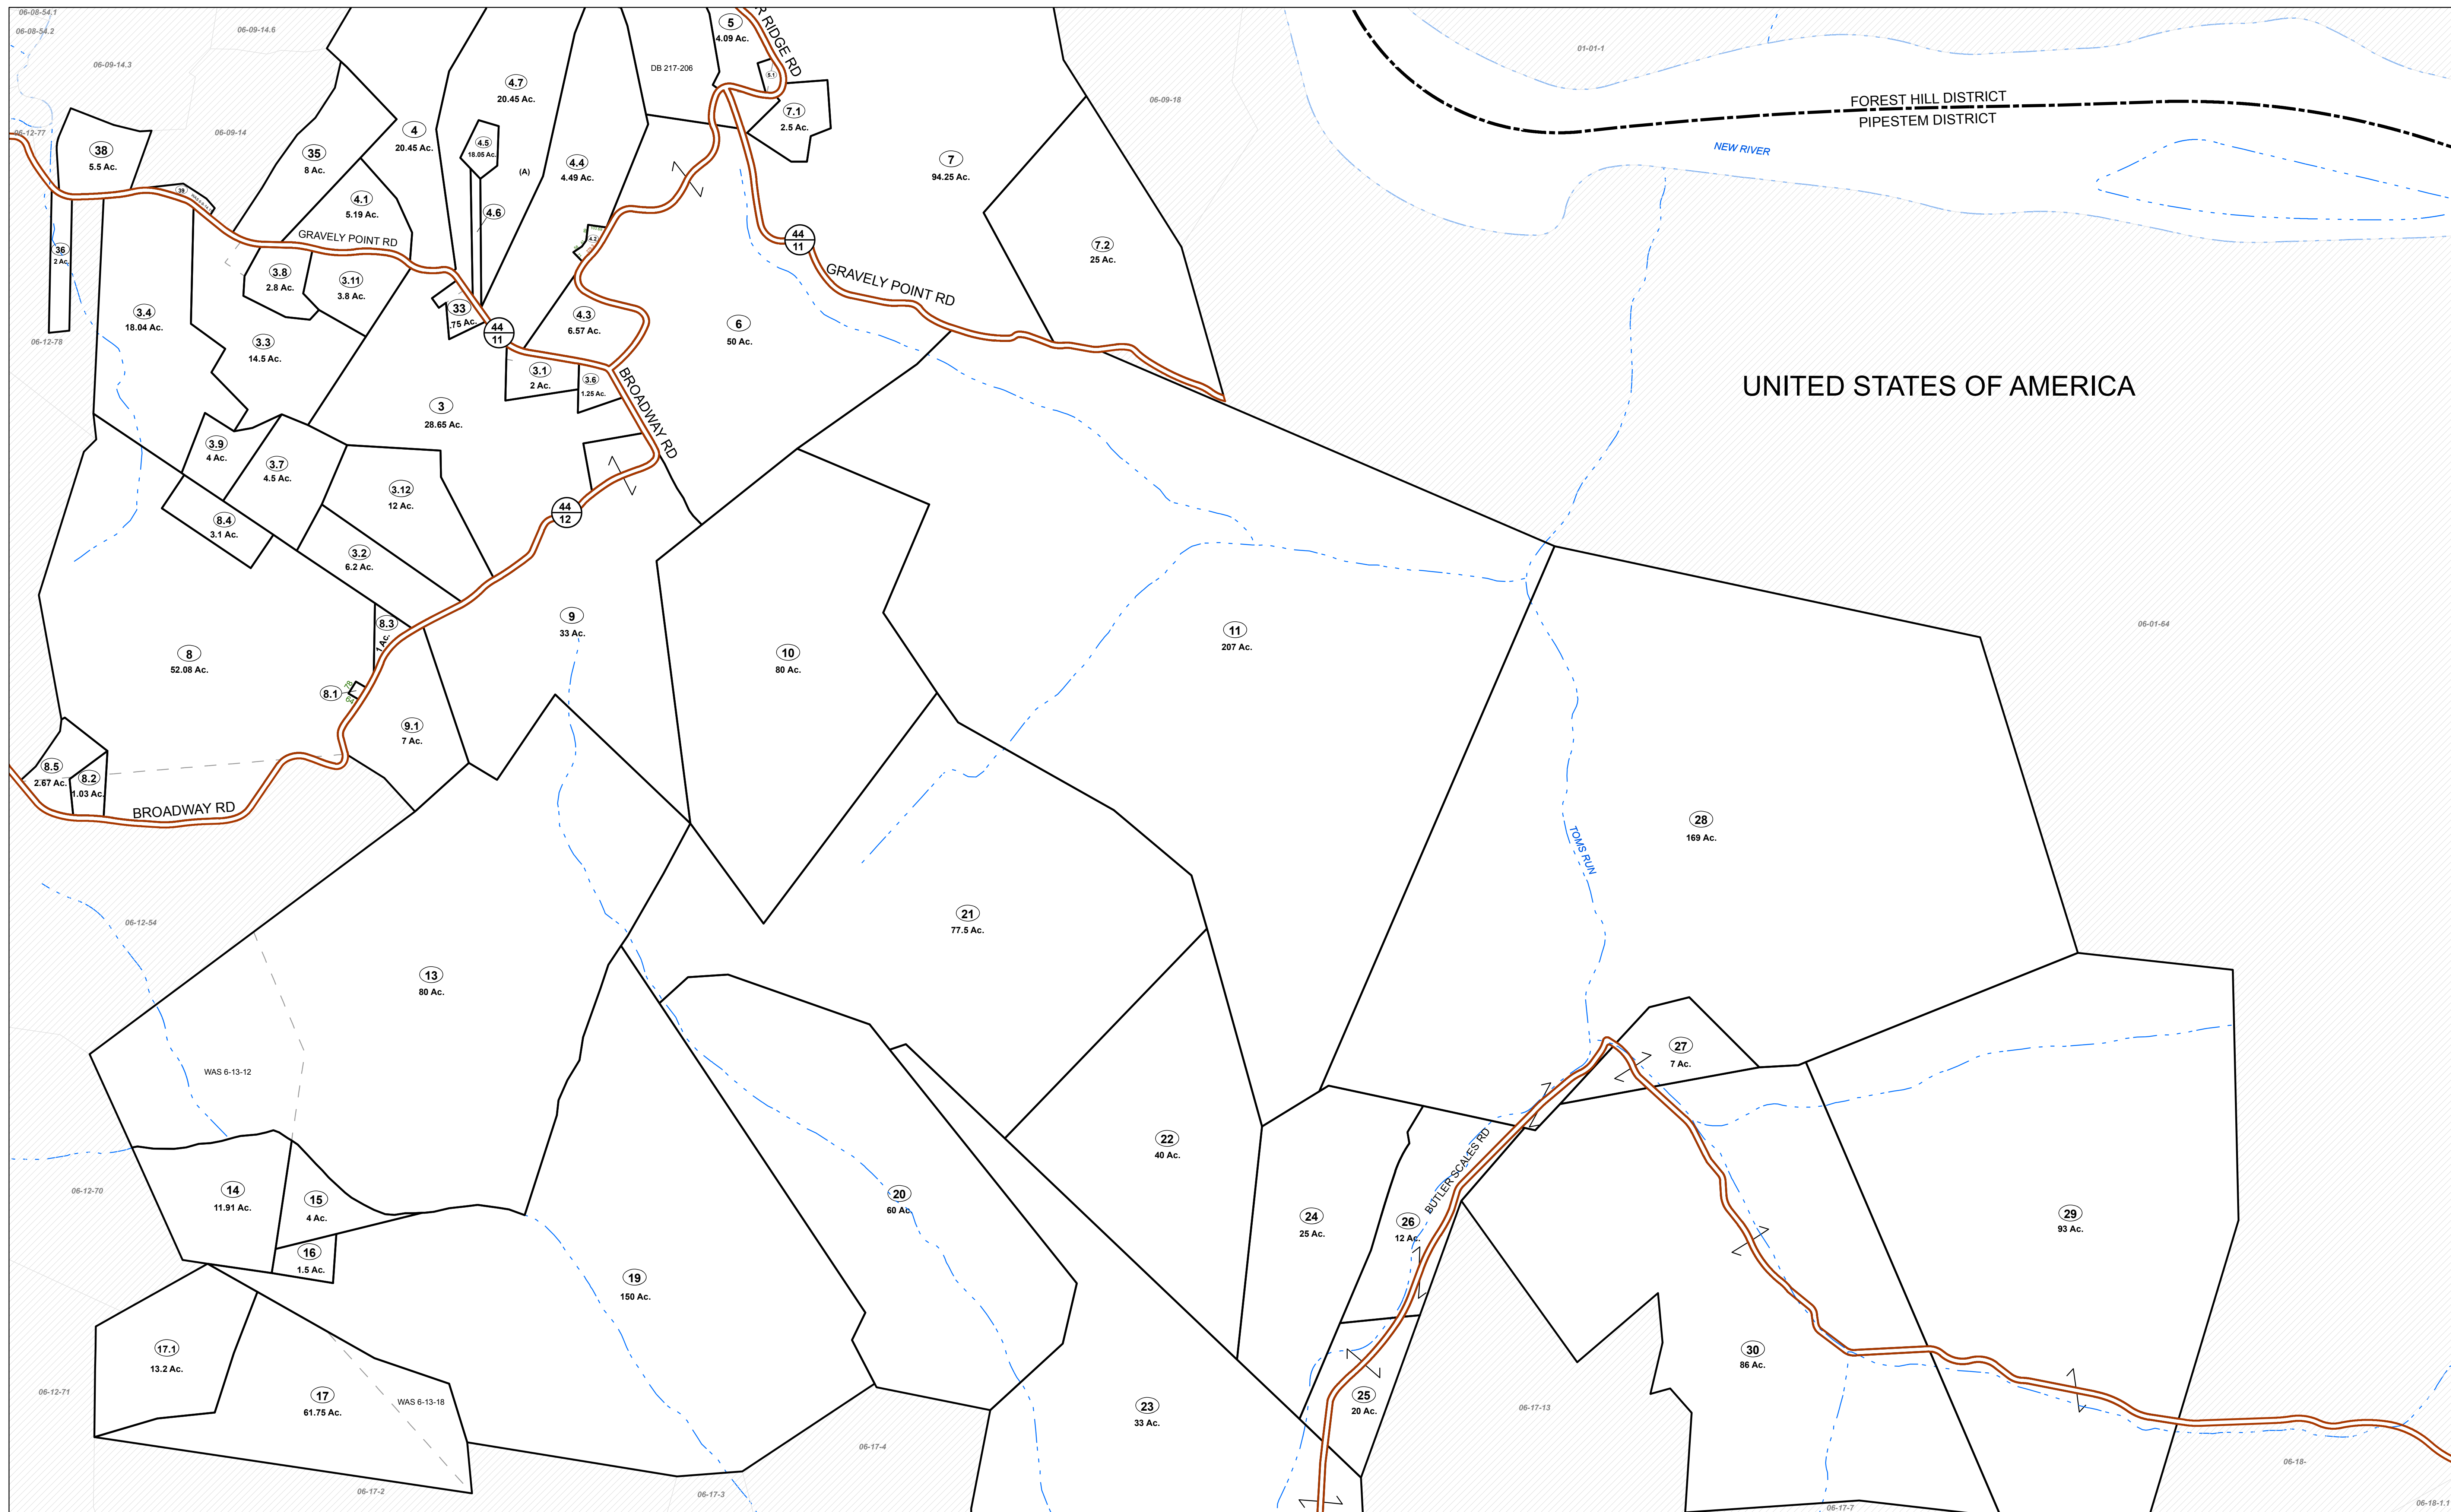 06-08-54.1
06-08-54.2
06-09-14.6
06-09-14.3
06-12-77
06-09-14
38
5.5 Ac.
35
8 Ac.
4
20.45 Ac.
4.7
20.45 Ac.
4.5
18.05 Ac.
(A)
4.4
4.49 Ac.
DB 217-206
5
4.09 Ac.
R RIDGE RD
5.1
7.1
2.5 Ac.
7
94.25 Ac.
06-09-18
01-01-1
FOREST HILL DISTRICT
PIPESTEM DISTRICT
NEW RIVER
39
4.1
5.19 Ac.
4.6
4.2
36
2 Ac.
GRAVELY POINT RD
44
11
GRAVELY POINT RD
7.2
25 Ac.
3.8
2.8 Ac.
3.11
3.8 Ac.
3.4
18.04 Ac.
33
.75 Ac.
44
11
4.3
6.57 Ac.
6
50 Ac.
06-12-78
3.3
14.5 Ac.
3.1
2 Ac.
3.6
1.25 Ac.
BROADWAY RD
UNITED STATES OF AMERICA
3
28.65 Ac.
3.9
4 Ac.
3.7
4.5 Ac.
3.12
12 Ac.
44
12
8.4
3.1 Ac.
3.2
6.2 Ac.
8.3
1 Ac.
9
33 Ac.
8
52.08 Ac.
10
80 Ac.
11
207 Ac.
06-01-64
8.1
78
64
9.1
7 Ac.
8.5
2.67 Ac.
8.2
1.03 Ac.
BROADWAY RD
28
169 Ac.
TOMS RUN
06-12-54
21
77.5 Ac.
13
80 Ac.
WAS 6-13-12
27
7 Ac.
22
40 Ac.
BUTLER SCALES RD
06-12-70
14
11.91 Ac.
15
4 Ac.
20
60 Ac.
24
25 Ac.
26
12 Ac.
29
93 Ac.
16
1.5 Ac.
19
150 Ac.
17.1
13.2 Ac.
30
86 Ac.
06-12-71
17
61.75 Ac.
WAS 6-13-18
23
33 Ac.
25
20 Ac.
06-17-13
06-17-4
06-18-
06-17-2
06-17-3
06-17-7
06-18-1.1